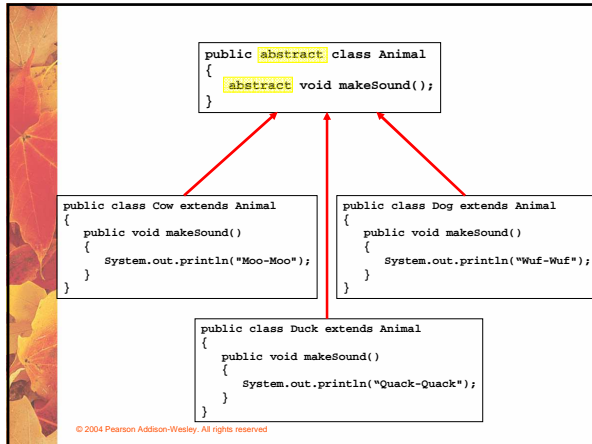 public abstract class Animal
{
abstract void makeSound();
}
public class Cow extends Animal
{
public void makeSound()
{
System.out.println("Moo-Moo");
}
}
public class Dog extends Animal
{
public void makeSound()
{
System.out.println(“Wuf-Wuf");
}
}
public class Duck extends Animal
{
public void makeSound()
{
System.out.println(“Quack-Quack");
}
}
© 2004 Pearson Addison-Wesley. All rights reserved